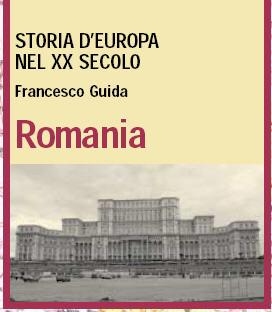 STORIA D'EUROPA
NEL XX SECOLO
Francesco Guida
Romania